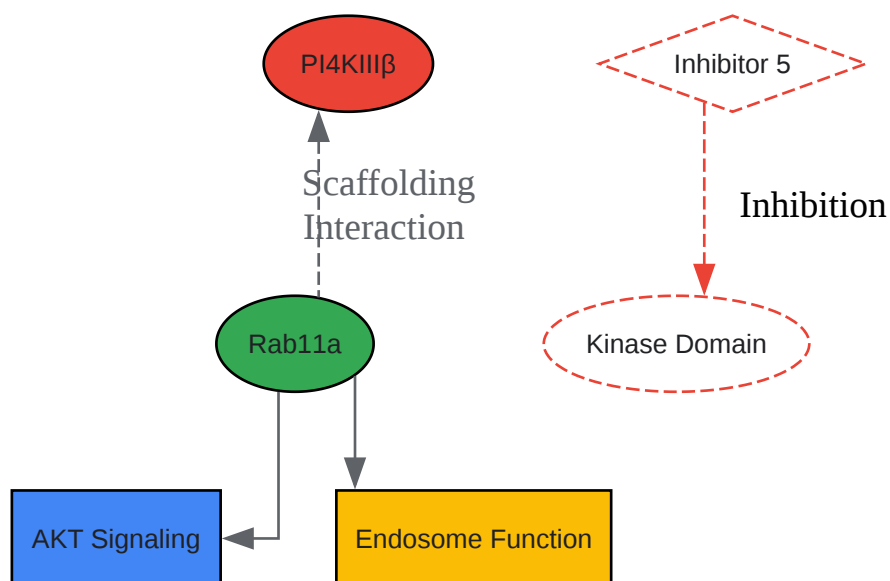 PI4KIIIβ
Inhibitor 5
Scaffolding
Interaction
Inhibition
Rab11a
Kinase Domain
AKT Signaling
Endosome Function